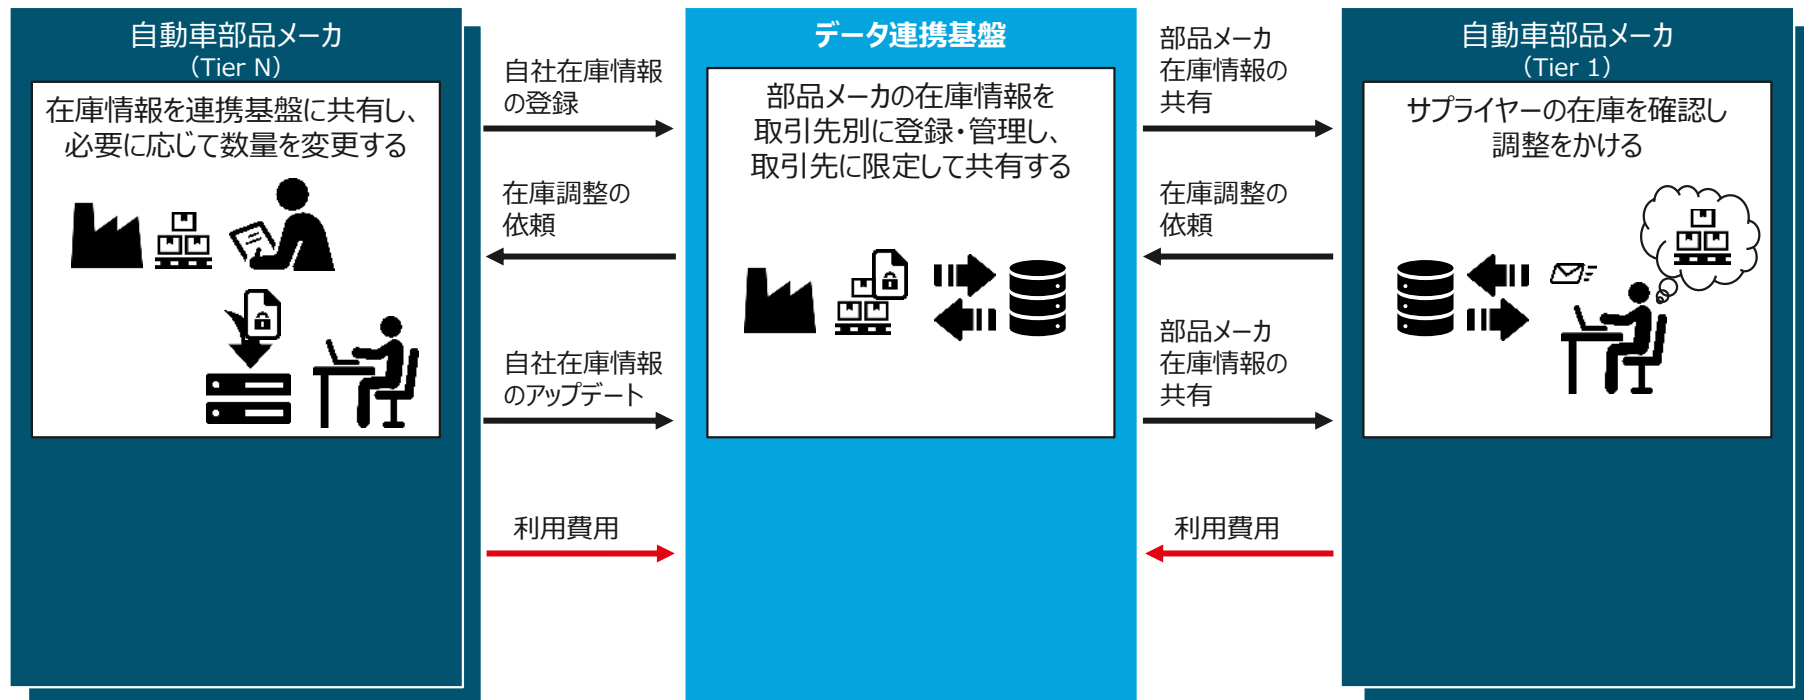 自動車部品メーカ
（Tier N）
在庫情報を連携基盤に共有し、
必要に応じて数量を変更する
自社在庫情報
の登録
在庫調整の
依頼
自社在庫情報
のアップデート
利用費用
データ連携基盤
部品メーカの在庫情報を
取引先別に登録・管理し、
取引先に限定して共有する
部品メーカ
在庫情報の
共有
在庫調整の
依頼
部品メーカ
在庫情報の
共有
利用費用
自動車部品メーカ
（Tier 1）
サプライヤーの在庫を確認し
調整をかける